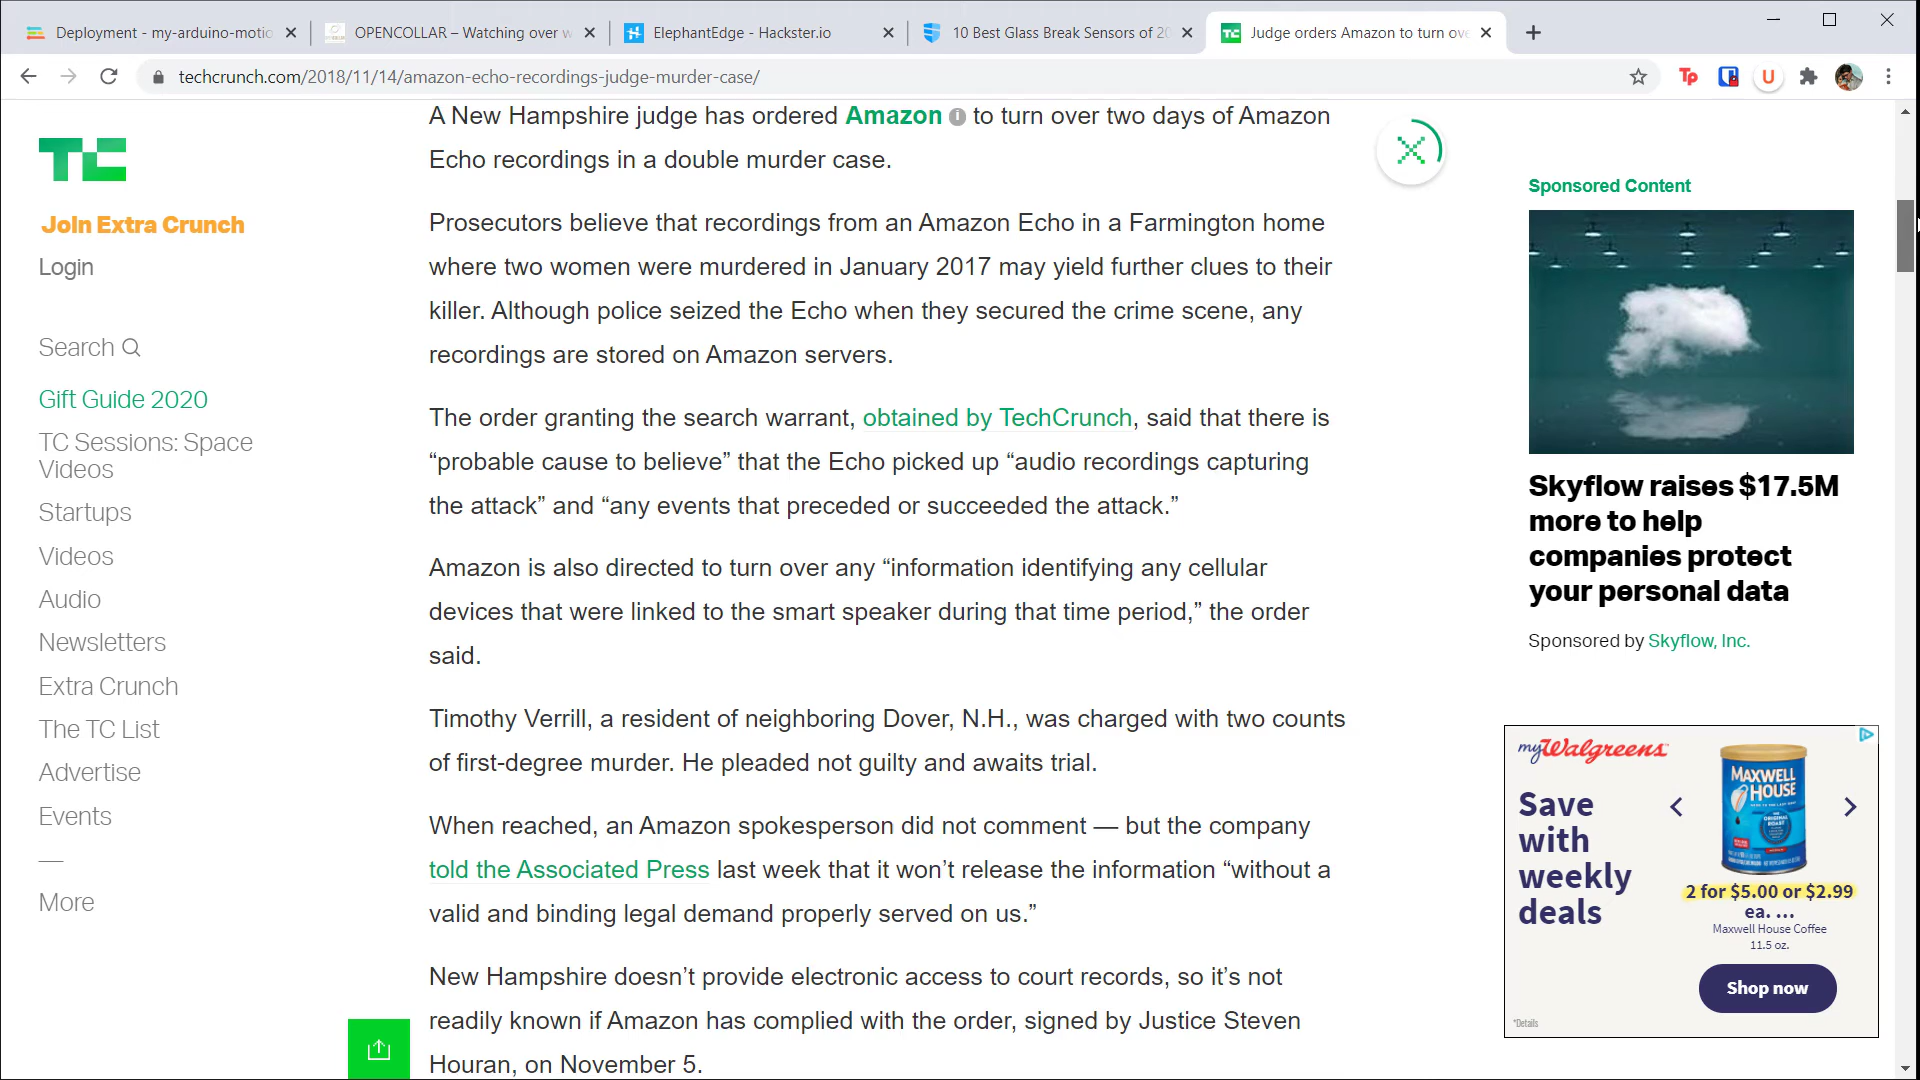 Deployment - my-arduino-motio
OPENCOLLAR – Watching over w
ElephantEdge - Hackster.io
10 Best Glass Break Sensors of 20
Judge orders Amazon to turn ove
techcrunch.com/2018/11/14/amazon-echo-recordings-judge-murder-case/
Tp
U
TC
Join Extra Crunch
Login
Search
Gift Guide 2020
TC Sessions: Space
Videos
Startups
Videos
Audio
Newsletters
Extra Crunch
The TC List
Advertise
Events
—
More
A New Hampshire judge has ordered Amazon to turn over two days of Amazon
Echo recordings in a double murder case.
Prosecutors believe that recordings from an Amazon Echo in a Farmington home
where two women were murdered in January 2017 may yield further clues to their
killer. Although police seized the Echo when they secured the crime scene, any
recordings are stored on Amazon servers.
The order granting the search warrant, obtained by TechCrunch, said that there is
“probable cause to believe” that the Echo picked up “audio recordings capturing
the attack” and “any events that preceded or succeeded the attack.”
Amazon is also directed to turn over any “information identifying any cellular
devices that were linked to the smart speaker during that time period,” the order
said.
Timothy Verrill, a resident of neighboring Dover, N.H., was charged with two counts
of first-degree murder. He pleaded not guilty and awaits trial.
When reached, an Amazon spokesperson did not comment — but the company
told the Associated Press last week that it won’t release the information “without a
valid and binding legal demand properly served on us.”
New Hampshire doesn’t provide electronic access to court records, so it’s not
readily known if Amazon has complied with the order, signed by Justice Steven
Houran, on November 5.
Sponsored Content
Skyflow raises $17.5M
more to help
companies protect
your personal data
Sponsored by Skyflow, Inc.
myWalgreens
Save
with
weekly
deals
MAXWELL
HOUSE
2 for $5.00 or $2.99
ea. ...
Maxwell House Coffee
11.5 oz.
Shop now
*Details